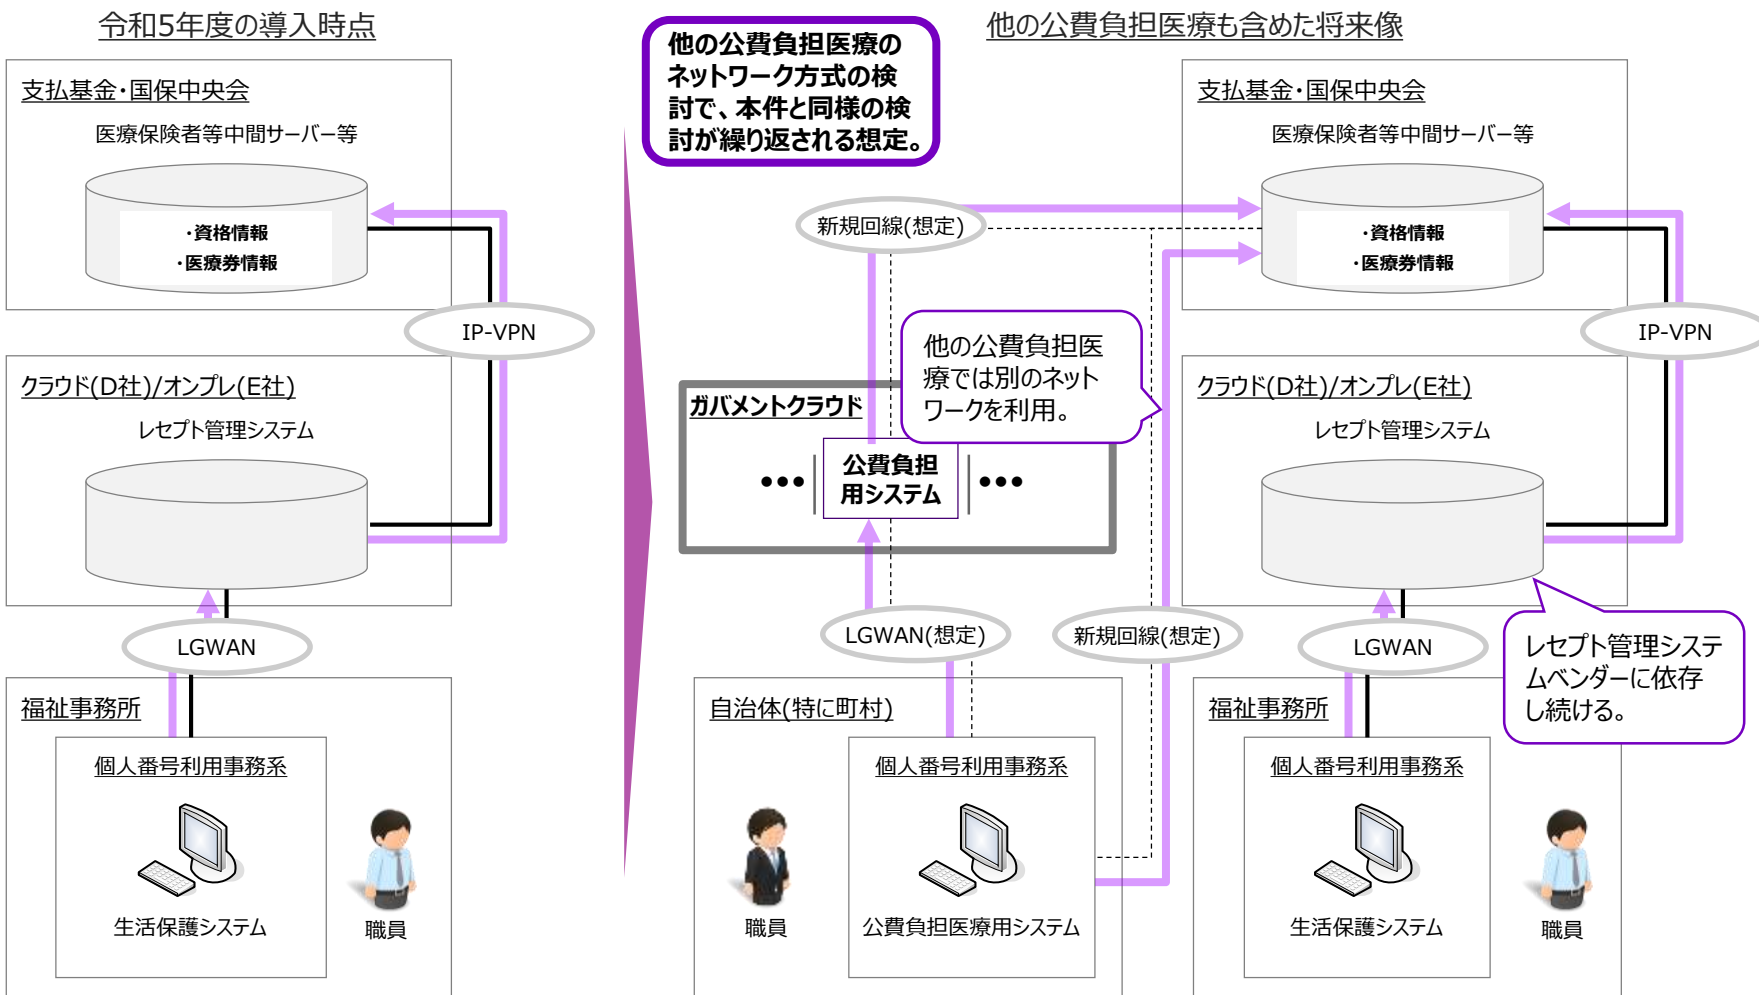 令和5年度の導入時点
支払基金・国保中央会
医療保険者等中間サーバー等
・資格情報
・医療券情報
IP-VPN
クラウド(D社)/オンプレ(E社)
レセプト管理システム
LGWAN
福祉事務所
個人番号利用事務系
生活保護システム
職員
他の公費負担医療の
ネットワーク方式の検
討で、本件と同様の検
討が繰り返される想定。
他の公費負担医療も含めた将来像
新規回線(想定)
他の公費負担医
療では別のネット
ワークを利用。
ガバメントクラウド
•••
公費負担
用システム
•••
LGWAN(想定)
新規回線(想定)
自治体(特に町村)
個人番号利用事務系
職員
公費負担医療用システム
支払基金・国保中央会
医療保険者等中間サーバー等
・資格情報
・医療券情報
IP-VPN
クラウド(D社)/オンプレ(E社)
レセプト管理システム
LGWAN
レセプト管理システ
ムベンダーに依存
し続ける。
福祉事務所
個人番号利用事務系
生活保護システム
職員